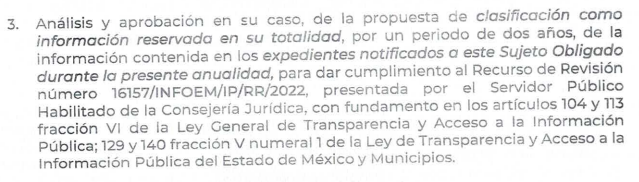 3. Análisis y aprobación en su caso, de la propuesta de clasificación como
información reservada en su totalidad, por un periodo de dos años, de la
información contenida en los expedientes notificados a este Sujeto Obligado
durante la presente anualidad, para dar cumplimiento al Recurso de Revisión
número 16157/INFOEM/IP/RR/2022, presentada por el Servidor Público
Habilitado de la Consejería Jurídica, con fundamento en los artículos 104 y 113
fracción VI de la Ley General de Transparencia y Acceso a la Información
Pública; 129 y 140 fracción V numeral 1 de la Ley de Transparencia y Acceso a la
Información Pública del Estado de México y Municipios.